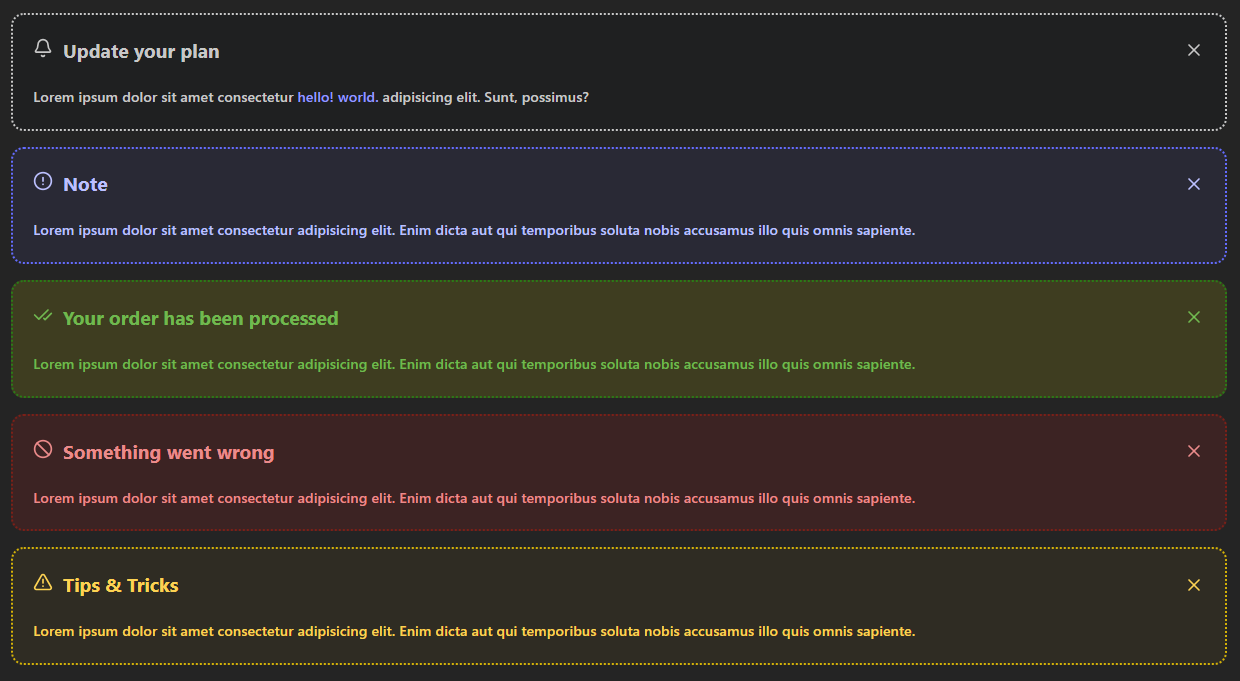 Update your plan
Lorem ipsum dolor sit amet consectetur hello! world. adipisicing elit. Sunt, possimus?
Note
Lorem ipsum dolor sit amet consectetur adipisicing elit. Enim dicta aut qui temporibus soluta nobis accusamus illo quis omnis sapiente.
Your order has been processed
Lorem ipsum dolor sit amet consectetur adipisicing elit. Enim dicta aut qui temporibus soluta nobis accusamus illo quis omnis sapiente.
Something went wrong
Lorem ipsum dolor sit amet consectetur adipisicing elit. Enim dicta aut qui temporibus soluta nobis accusamus illo quis omnis sapiente.
Tips & Tricks
Lorem ipsum dolor sit amet consectetur adipisicing elit. Enim dicta aut qui temporibus soluta nobis accusamus illo quis omnis sapiente.